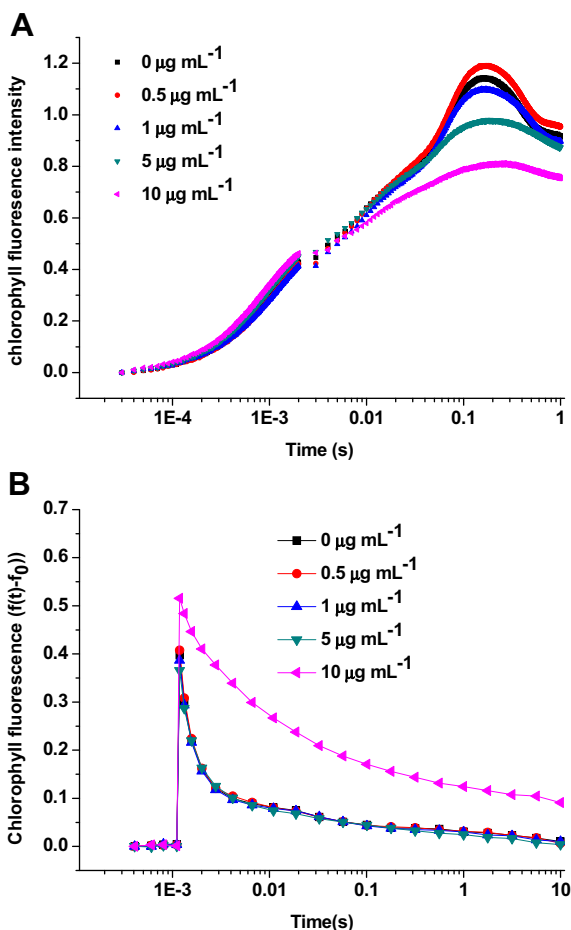 A
chlorophyll fluoresence intensity
1.2
1.0
0.8
0.6
0.4
0.2
0.0
0 μg mL-1
0.5 μg mL-1
1 μg mL-1
5 μg mL-1
10 μg mL-1
1E-4
1E-3
0.01
0.1
1
Time (s)
B
Chlorophyll fluorescence (f(t)-f0))
0.7
0.6
0.5
0.4
0.3
0.2
0.1
0.0
0 μg mL-1
0.5 μg mL-1
1 μg mL-1
5 μg mL-1
10 μg mL-1
1E-3
0.01
0.1
1
10
Time(s)